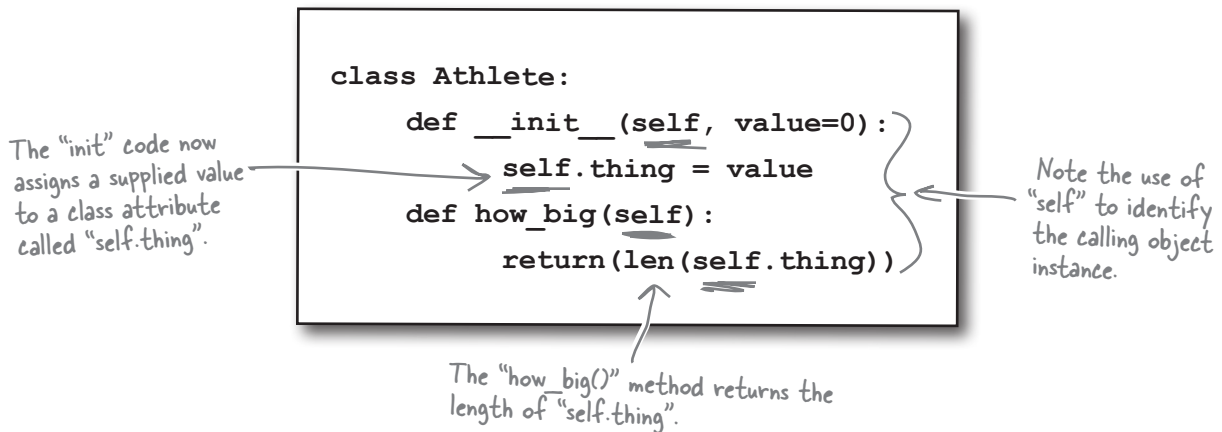 class Athlete:
def __init__(self, value=0):
self.thing = value
def how_big(self):
return(len(self.thing))
The "init" code now
assigns a supplied value
to a class attribute
called "self.thing".
Note the use of
"self" to identify
the calling object
instance.
The "how_big()" method returns the
length of "self.thing".